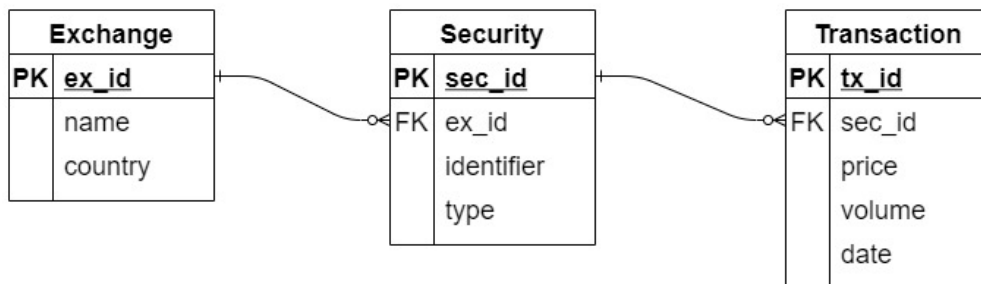 Exchange
PK ex_id
name
country
Security
PK sec_id
FK ex_id
identifier
type
Transaction
PK tx_id
FK sec_id
price
volume
date